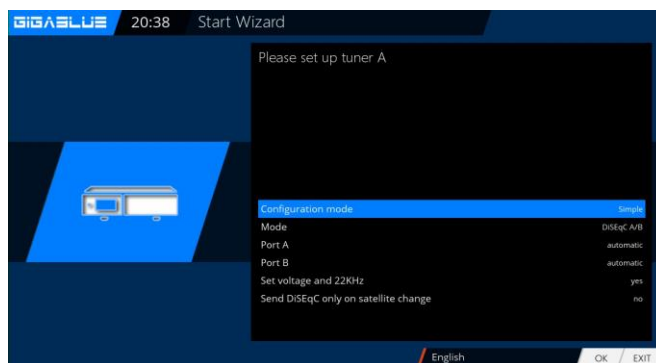 GIGABLUE 20:38 Start Wizard
Please set up tuner A
Configuration mode Simple
Mode DiSEqC A/B
Port A automatic
Port B automatic
Set voltage and 22KHz yes
Send DiSEqC only on satellite change no
English OK / EXIT